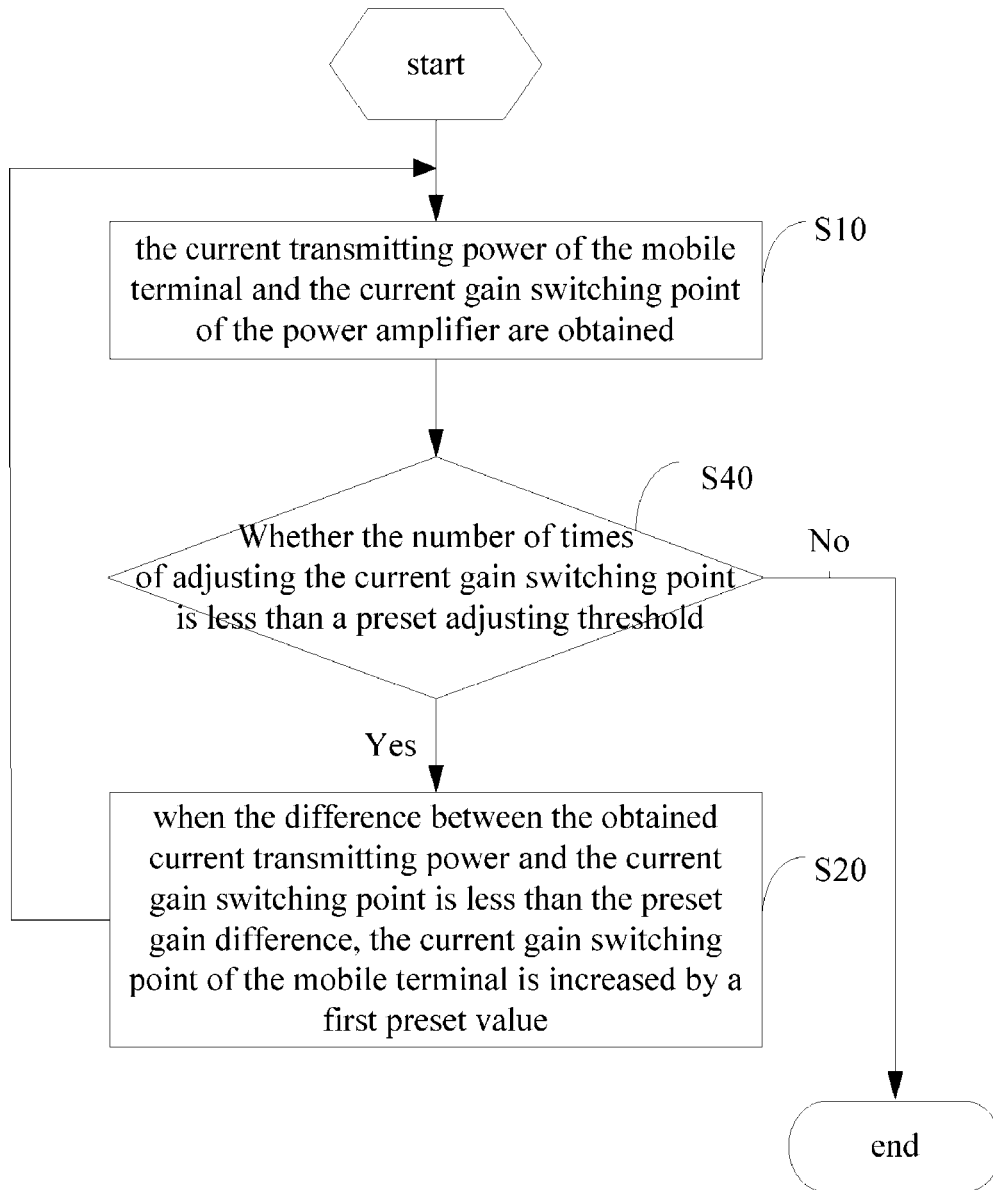 start
the current transmitting power of the mobile
terminal and the current gain switching point
of the power amplifier are obtained
S10
S40
Whether the number of times
of adjusting the current gain switching point
is less than a preset adjusting threshold
No
Yes
when the difference between the obtained
current transmitting power and the current
gain switching point is less than the preset
gain difference, the current gain switching
point of the mobile terminal is increased by a
first preset value
S20
end